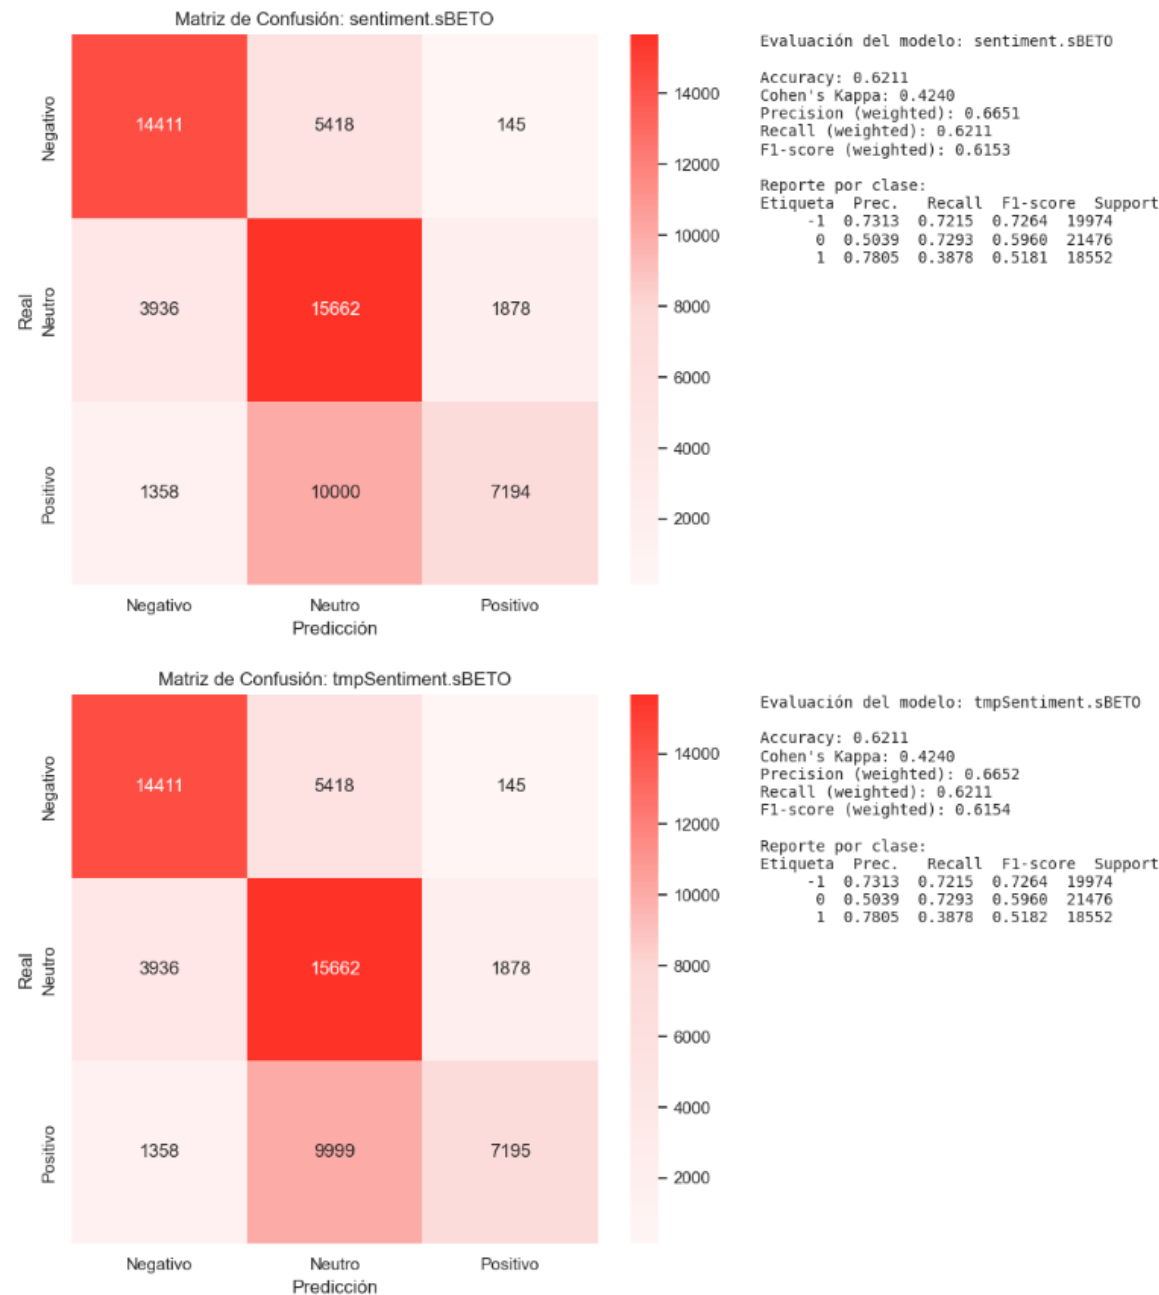 Matriz de Confusión: sentiment.sBETO
Negativo
14411 5418 145
Real
Neutro
3936 15662 1878
Positivo
1358 10000 7194
Negativo Neutro Positivo
Predicción
14000
12000
10000
8000
6000
4000
2000
Evaluación del modelo: sentiment.sBETO
Accuracy: 0.6211
Cohen's Kappa: 0.4240
Precision (weighted): 0.6651
Recall (weighted): 0.6211
F1-score (weighted): 0.6153
Reporte por clase:
Etiqueta Prec. Recall F1-score Support
-1 0.7313 0.7215 0.7264 19974
0 0.5039 0.7293 0.5960 21476
1 0.7805 0.3878 0.5181 18552
Matriz de Confusión: tmpSentiment.sBETO
Negativo
14411 5418 145
Real
Neutro
3936 15662 1878
Positivo
1358 9999 7195
Negativo Neutro Positivo
Predicción
14000
12000
10000
8000
6000
4000
2000
Evaluación del modelo: tmpSentiment.sBETO
Accuracy: 0.6211
Cohen's Kappa: 0.4240
Precision (weighted): 0.6652
Recall (weighted): 0.6211
F1-score (weighted): 0.6154
Reporte por clase:
Etiqueta Prec. Recall F1-score Support
-1 0.7313 0.7215 0.7264 19974
0 0.5039 0.7293 0.5960 21476
1 0.7805 0.3878 0.5182 18552